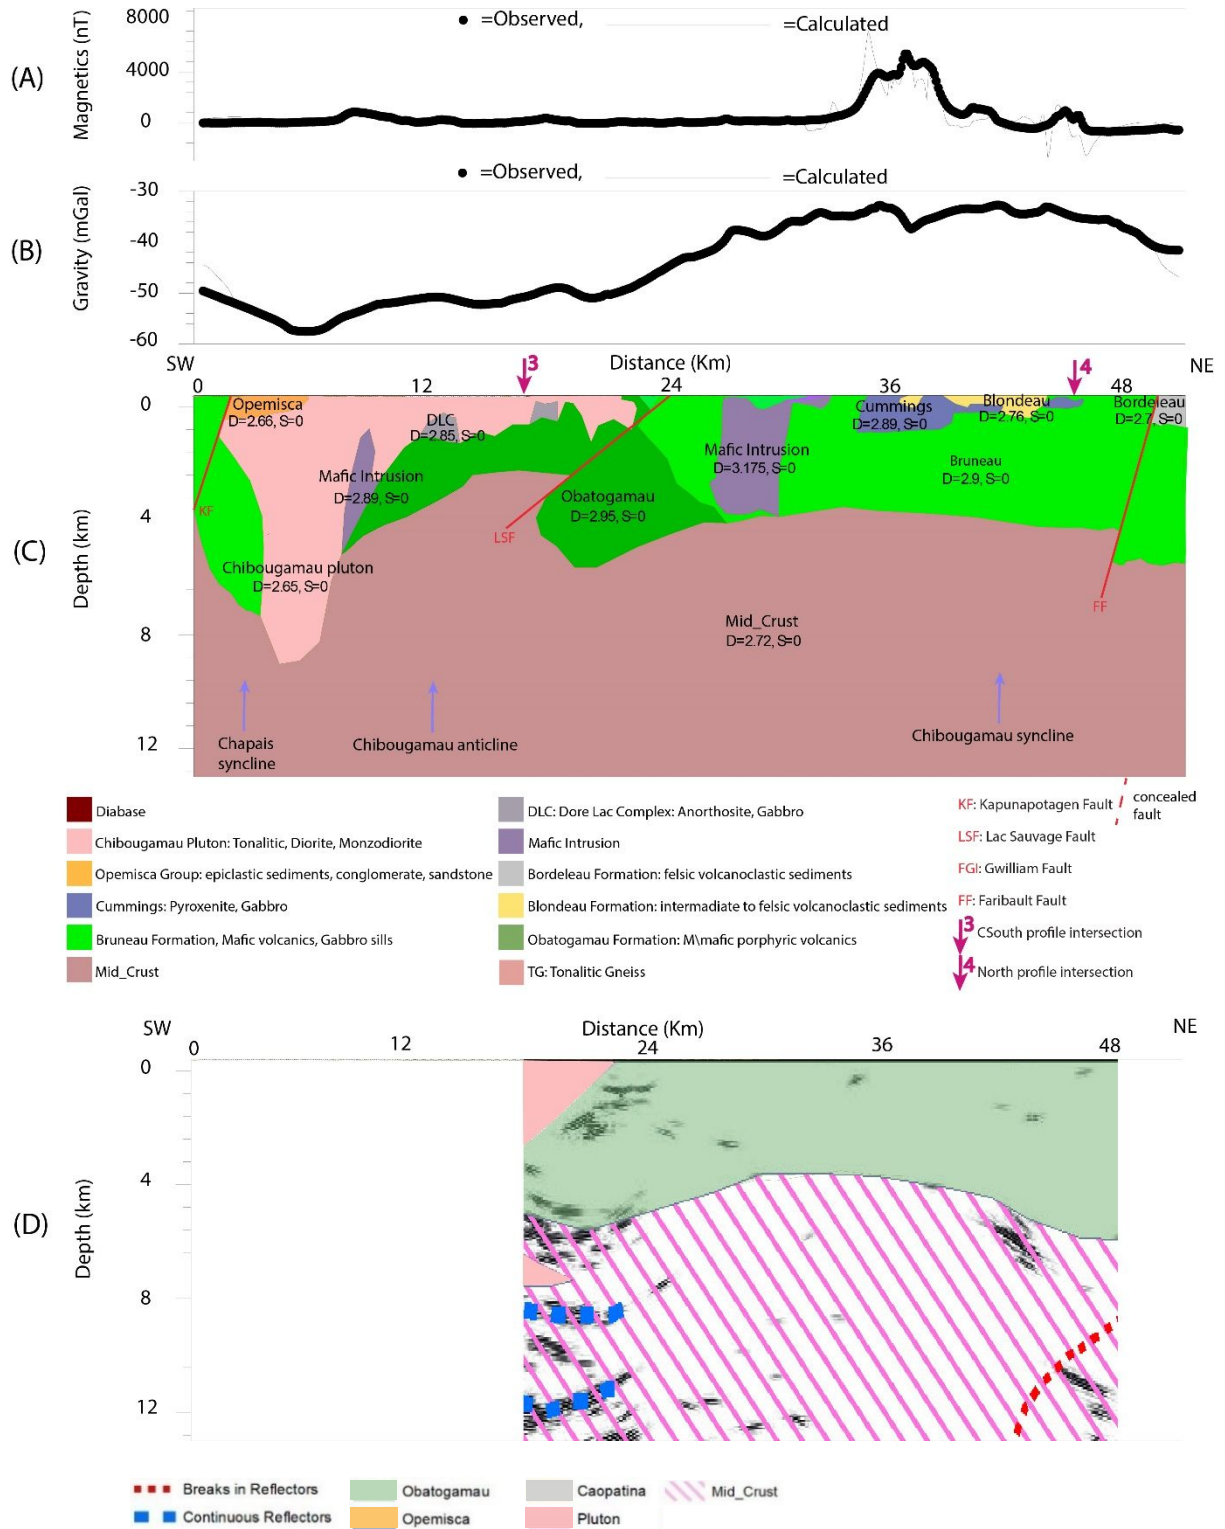 (A)
Magnetics (nT)
8000
4000
0
=Observed, =Calculated
(B)
Gravity (mGal)
-30
-40
-50
-60
=Observed, =Calculated
SW Distance (Km) NE
0 12 3 24 36 4 48
(C)
Depth (km)
0
4
8
12
Opemisca
D=2.66, S=0
DLC
D=2.85, S=0
Cummings
D=2.89, S=0
Blondeau
D=2.76, S=0
Bordeleau
D=2.7, S=0
Mafic Intrusion
D=2.89, S=0
Mafic Intrusion
D=3.175, S=0
Bruneau
D=2.9, S=0
Obatogamau
D=2.95, S=0
KF
LSF
FF
Chibougamau pluton
D=2.65, S=0
Mid_Crust
D=2.72, S=0
Chapais
syncline
Chibougamau anticline
Chibougamau syncline
Diabase
Chibougamau Pluton: Tonalitic, Diorite, Monzodiorite
Opemisca Group: epiclastic sediments, conglomerate, sandstone
Cummings: Pyroxenite, Gabbro
Bruneau Formation, Mafic volcanics, Gabbro sills
Mid_Crust
DLC: Dore Lac Complex: Anorthosite, Gabbro
Mafic Intrusion
Bordeleau Formation: felsic volcanoclastic sediments
Blondeau Formation: intermadiate to felsic volcanoclastic sediments
Obatogamau Formation: M\mafic porphyric volcanics
TG: Tonalitic Gneiss
KF: Kapunapotagen Fault
LSF: Lac Sauvage Fault
FGI: Gwilliam Fault
FF: Faribault Fault
3 CSouth profile intersection
4 North profile intersection
concealed
fault
SW Distance (Km) NE
0 12 24 36 48
(D)
Depth (km)
0
4
8
12
Breaks in Reflectors
Continuous Reflectors
Obatogamau
Opemisca
Caopatina
Pluton
Mid_Crust